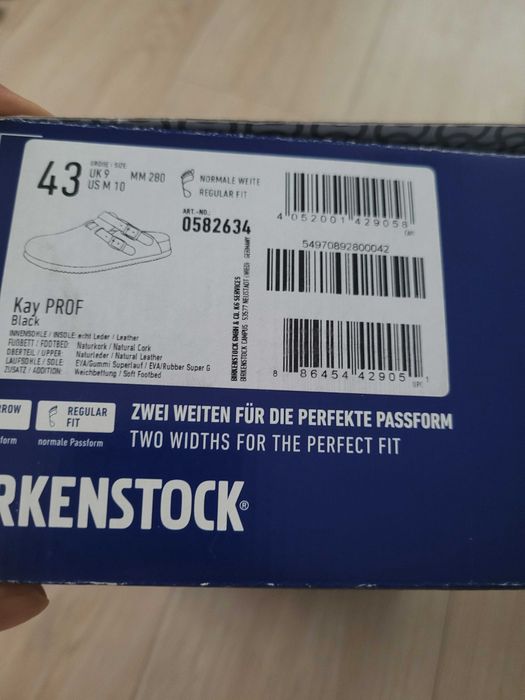 43
GRÖSSE · SIZE
UK 9
US M 10
MM 280
NORMALE WEITE
REGULAR FIT
ART.-NO.
0582634
4 052001 429058
EAN
54970892800042
8 86454 42905 1
UPC
BIRKENSTOCK GMBH & CO. KG SERVICES
BIRKENSTOCK CAMPUS 53577 NEUSTADT (WIED) GERMANY
Kay PROF
Black
INNENSOHLE / INSOLE: echt Leder / Leather
FUßBETT / FOOTBED: Naturkork / Natural Cork
OBERTEIL / UPPER: Naturleder / Natural Leather
LAUFSOHLE / SOLE: EVA/Gummi Superlauf / EVA/Rubber Super G
ZUSATZ / ADDITION: Weichbettung / Soft Footbed
RROW
form
REGULAR
FIT
normale Passform
ZWEI WEITEN FÜR DIE PERFEKTE PASSFORM
TWO WIDTHS FOR THE PERFECT FIT
RKENSTOCK®